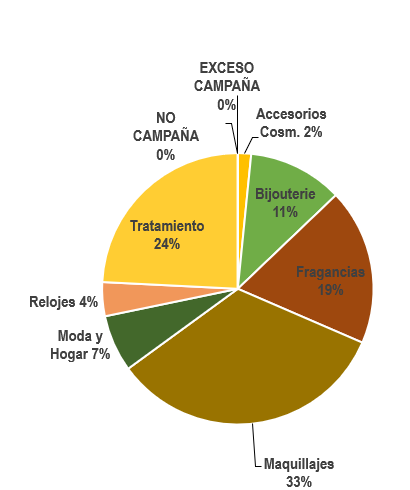 EXCESO
CAMPAÑA
0%
Accesorios
Cosm. 2%
NO
CAMPAÑA
0%
Bijouterie
11%
Tratamiento
24%
Fragancias
19%
Relojes 4%
Moda y
Hogar 7%
Maquillajes
33%